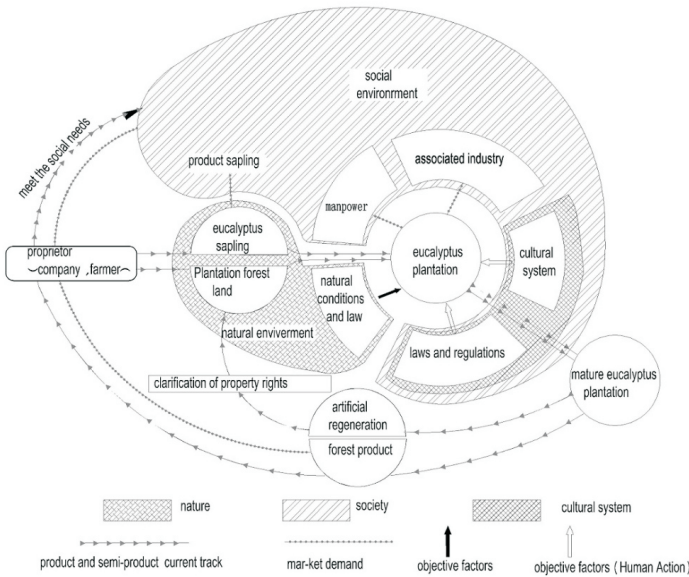 social
environrment
meet the social needs
product sapling
associated industry
manpower
eucalyptus
sapling
eucalyptus
plantation
cultural
system
proprietor
(company ,farmer)
Plantation forest
land
natural
conditions
and law
natural enviverment
laws and regulations
mature eucalyptus
plantation
clarification of property rights
artificial
regeneration
forest product
nature
society
cultural system
product and semi-product current track
mar-ket demand
objective factors
objective factors (Human Action)